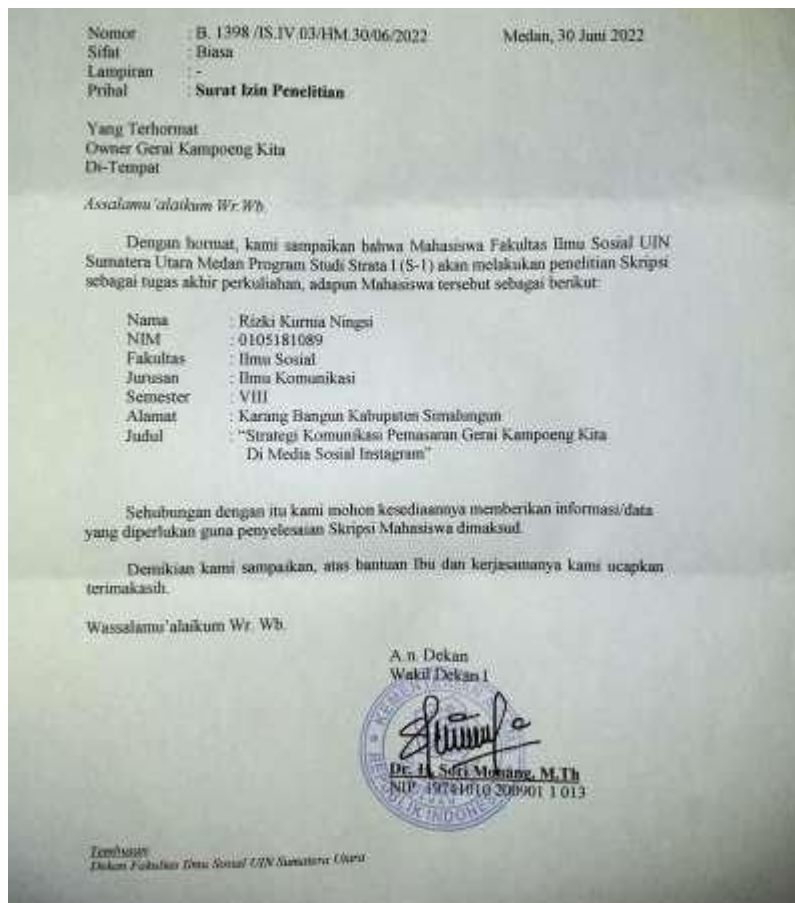 Nomor : B. 1398 /IS.IV 03/HM.30/06/2022 Medan, 30 Juni 2022
Sifat : Biasa
Lampiran : -
Prihal : Surat Izin Penelitian
Yang Terhormat
Owner Gerai Kampoeng Kita
Di-Tempat
Assalamu'alaikum Wr.Wb.
Dengan hormat, kami sampaikan bahwa Mahasiswa Fakultas Ilmu Sosial UIN
Sumatera Utara Medan Program Studi Strata I (S-1) akan melakukan penelitian Skripsi
sebagai tugas akhir perkuliahan, adapun Mahasiswa tersebut sebagai berikut:
Nama : Rizki Kurnia Ningsi
NIM : 0105181089
Fakultas : Ilmu Sosial
Jurusan : Ilmu Komunikasi
Semester : VIII
Alamat : Karang Bangun Kabupaten Simalungun
Judul : "Strategi Komunikasi Pemasaran Gerai Kampoeng Kita
Di Media Sosial Instagram"
Sehubungan dengan itu kami mohon kesediaannya memberikan informasi/data
yang diperlukan guna penyelesaian Skripsi Mahasiswa dimaksud.
Demikian kami sampaikan, atas bantuan Ibu dan kerjasamanya kami ucapkan
terimakasih.
Wassalamu'alaikum Wr. Wb.
A.n. Dekan
Wakil Dekan I
KEMENTERIAN
REPUBLIK INDONESIA
Dr. H. Sori Monang, M.Th
NIP. 19741010 200901 1 013
Tembusan
Dekan Fakultas Ilmu Sosial UIN Sumatera Utara